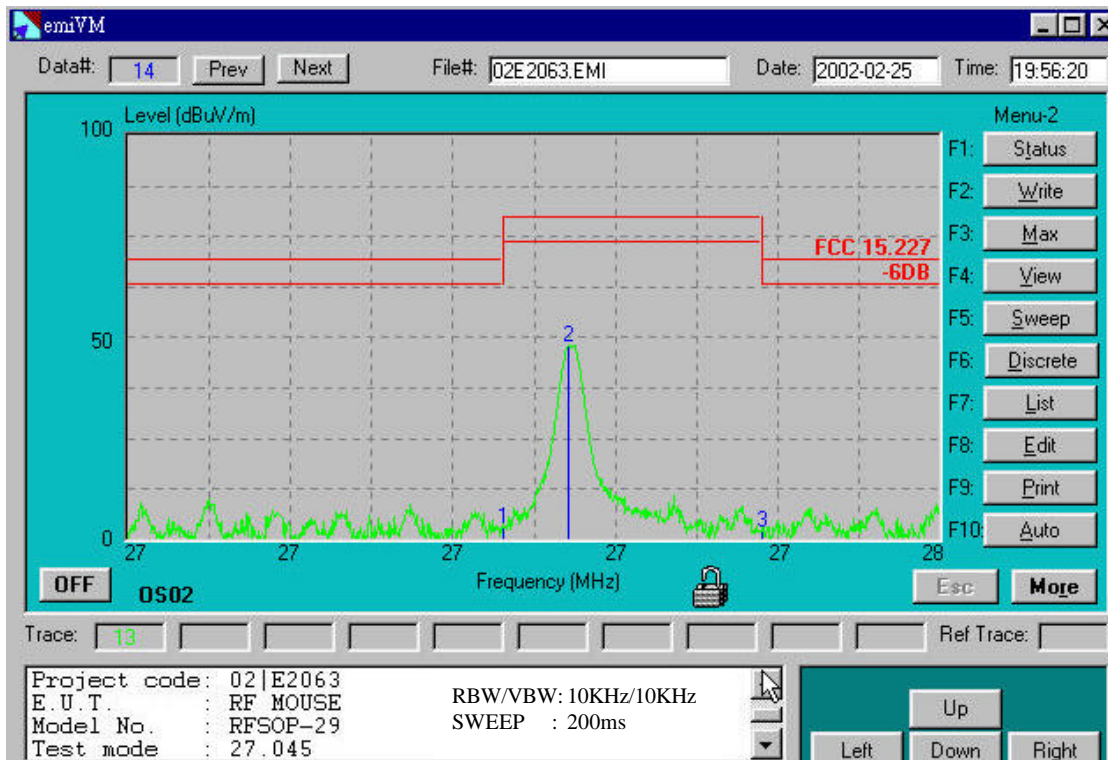 emiVM
Data#: 14 Prev Next File#: 02E2063.EMI Date: 2002-02-25 Time: 19:56:20
Level (dBuV/m)
100
50
0
FCC 15.227
-6DB
1
2
3
27 27 27 27 27 28
Frequency (MHz)
Menu-2
F1: Status
F2: Write
F3: Max
F4: View
F5: Sweep
F6: Discrete
F7: List
F8: Edit
F9: Print
F10: Auto
OFF OS02 Esc More
Trace: 13 Ref Trace:
Project code: 02|E2063
E.U.T. : RF MOUSE
Model No. : RFSOP-29
Test mode : 27.045
RBW/VBW: 10KHz/10KHz
SWEEP : 200ms
Up
Left Down Right